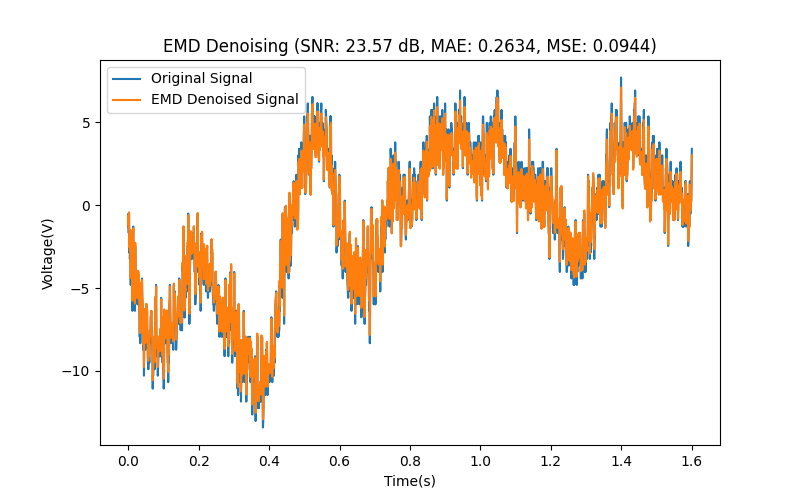 EMD Denoising (SNR: 23.57 dB, MAE: 0.2634, MSE: 0.0944)
Original Signal
EMD Denoised Signal
5
0
−5
−10
Voltage(V)
0.0 0.2 0.4 0.6 0.8 1.0 1.2 1.4 1.6
Time(s)